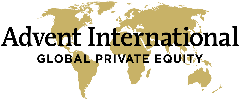 Advent International
GLOBAL PRIVATE EQUITY